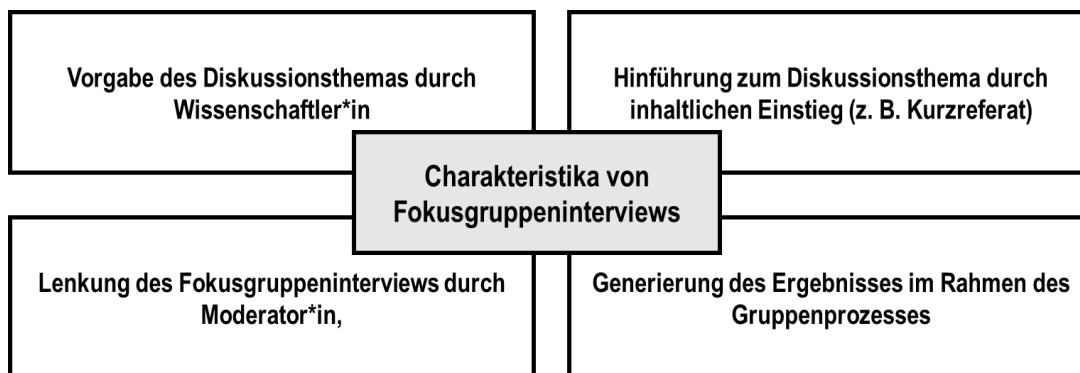 Vorgabe des Diskussionsthemas durch
Wissenschaftler*in
Hinführung zum Diskussionsthema durch
inhaltlichen Einstieg (z. B. Kurzreferat)
Charakteristika von
Fokusgruppeninterviews
Lenkung des Fokusgruppeninterviews durch
Moderator*in,
Generierung des Ergebnisses im Rahmen des
Gruppenprozesses